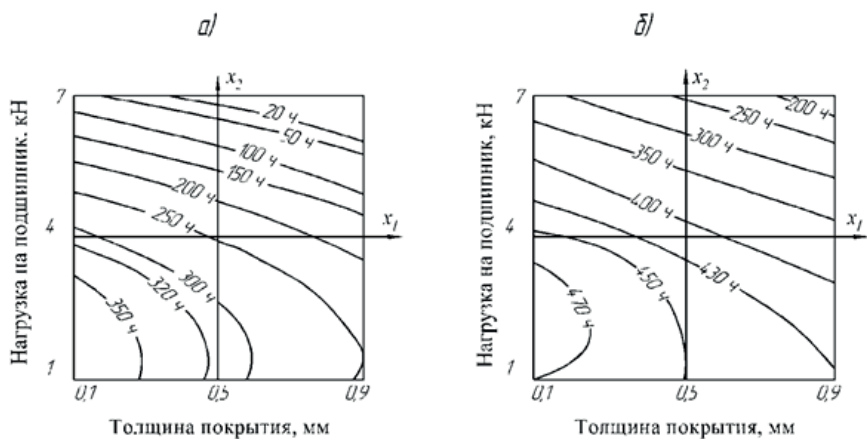 а)
б)
x2
7
20 ч
50 ч
100 ч
150 ч
200 ч
250 ч
300 ч
320 ч
350 ч
4
x1
1
0,1
0,5
0,9
Нагрузка на подшипник, кН
Толщина покрытия, мм
x2
7
200 ч
250 ч
300 ч
350 ч
400 ч
430 ч
450 ч
470 ч
4
x1
1
0,1
0,5
0,9
Нагрузка на подшипник, кН
Толщина покрытия, мм